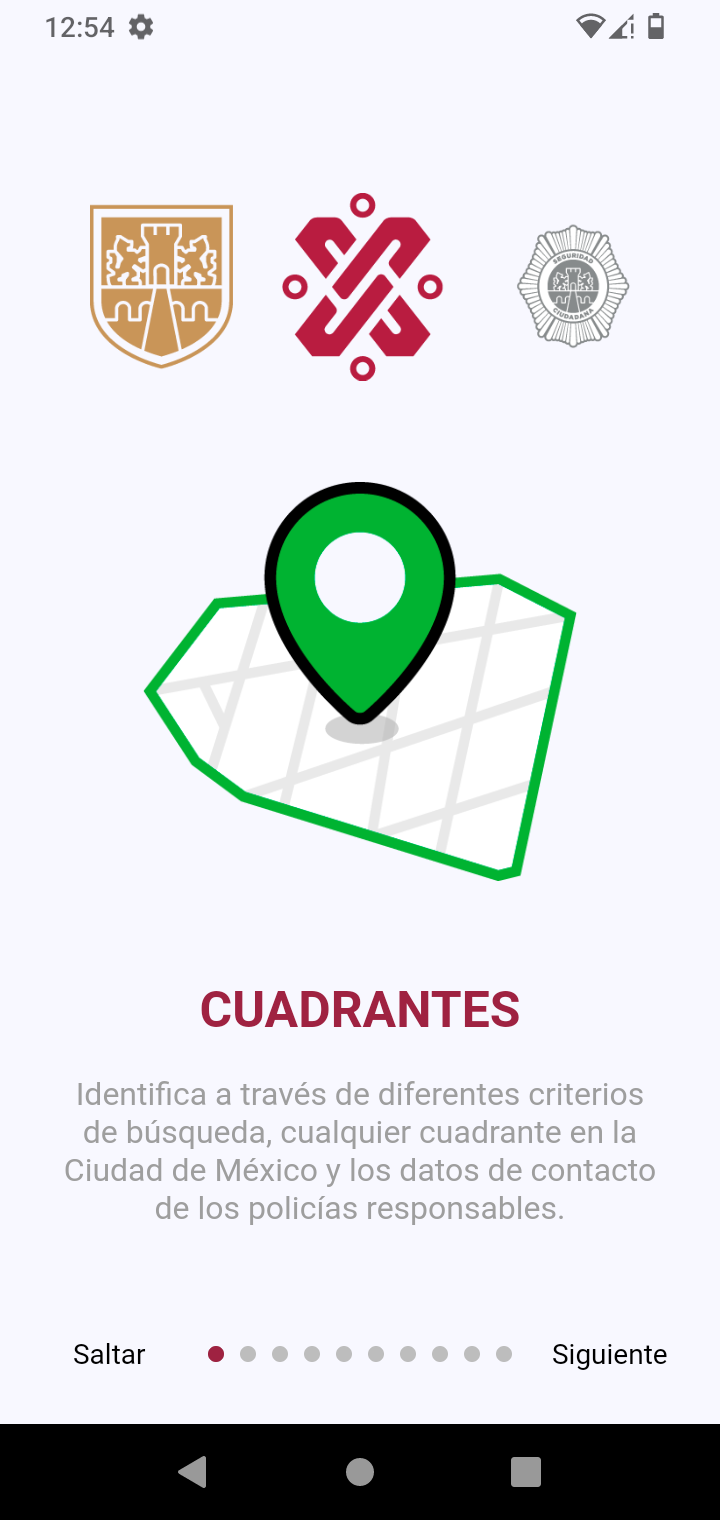 12:54
SEGURIDAD
CIUDADANA
CUADRANTES
Identifica a través de diferentes criterios
de búsqueda, cualquier cuadrante en la
Ciudad de México y los datos de contacto
de los policías responsables.
Saltar
Siguiente